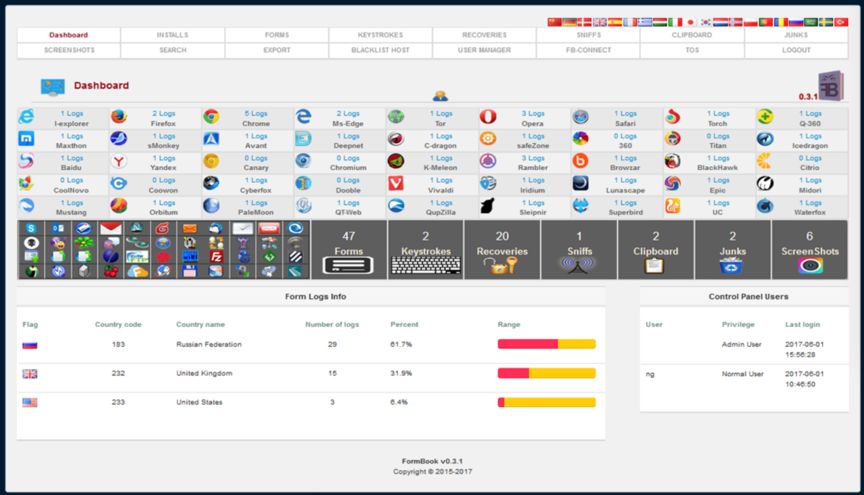 Dashboard INSTALLS FORMS KEYSTROKES RECOVERIES SNIFFS CLIPBOARD JUNKS
SCREENSHOTS SEARCH EXPORT BLACKLIST HOST USER MANAGER FB-CONNECT TOS LOGOUT
Dashboard
0.3.1
FB
1 Logs 2 Logs 5 Logs 2 Logs 1 Logs 3 Logs 1 Logs 1 Logs 1 Logs
I-explorer Firefox Chrome Ms-Edge Tor Opera Safari Torch Q-360
1 Logs 1 Logs 1 Logs 1 Logs 1 Logs 1 Logs 0 Logs 0 Logs 1 Logs
Maxthon sMonkey Avant Deepnet C-dragon safeZone 360 Titan Icedragon
1 Logs 1 Logs 0 Logs 0 Logs 1 Logs 3 Logs 1 Logs 1 Logs 0 Logs
Baidu Yandex Canary Chromium K-Meleon Rambler Browzar BlackHawk Citrio
0 Logs 0 Logs 1 Logs 0 Logs 1 Logs 1 Logs 1 Logs 1 Logs 1 Logs
CoolNovo Coowon Cyberfox Dooble Vivaldi Iridium Lunascape Epic Midori
1 Logs 1 Logs 1 Logs 1 Logs 1 Logs 1 Logs 1 Logs 1 Logs 1 Logs
Mustang Orbitum PaleMoon QT-Web QupZilla Sleipnir Superbird UC Waterfox
47 2 20 1 2 2 6
Forms Keystrokes Recoveries Sniffs Clipboard Junks ScreenShots
Form Logs Info
Flag Country code Country name Number of logs Percent Range
183 Russian Federation 29 61.7%
232 United Kingdom 15 31.9%
233 United States 3 6.4%
Control Panel Users
User Privilege Last login
Admin User 2017-06-01
15:56:28
ng Normal User 2017-06-01
10:46:50
FormBook v0.3.1
Copyright © 2015-2017